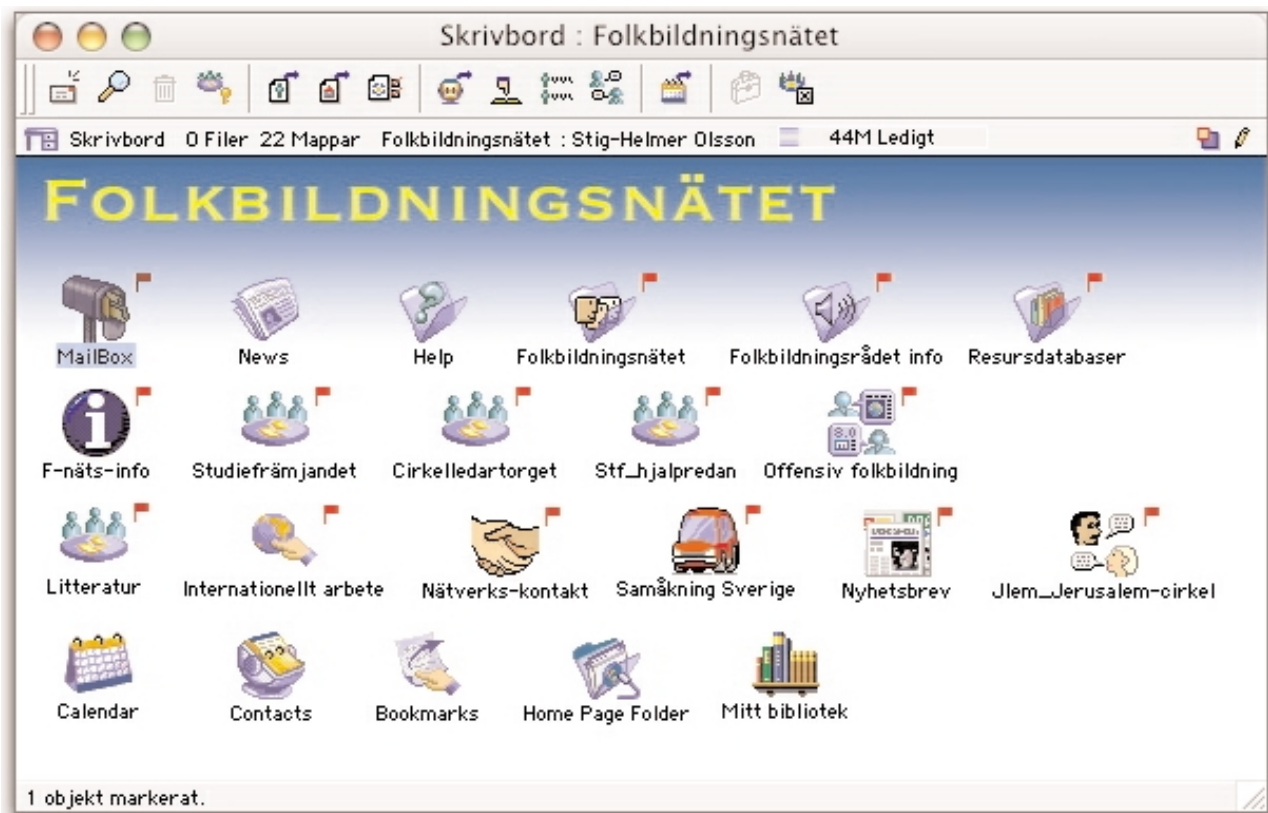 Skrivbord : Folkbildningsnätet
Skrivbord 0 Filer 22 Mappar Folkbildningsnätet : Stig-Helmer Olsson 44M Ledigt
FOLKBILDNINGSNÄTET
MailBox News Help Folkbildningsnätet Folkbildningsrådet info Resursdatabaser
F-näts-info Studiefrämjandet Cirkelledartorget Stf_hjalpredan Offensiv folkbildning
Litteratur Internationellt arbete Nätverks-kontakt Samåkning Sverige Nyhetsbrev Jlem_Jerusalem-cirkel
Calendar Contacts Bookmarks Home Page Folder Mitt bibliotek
1 objekt markerat.